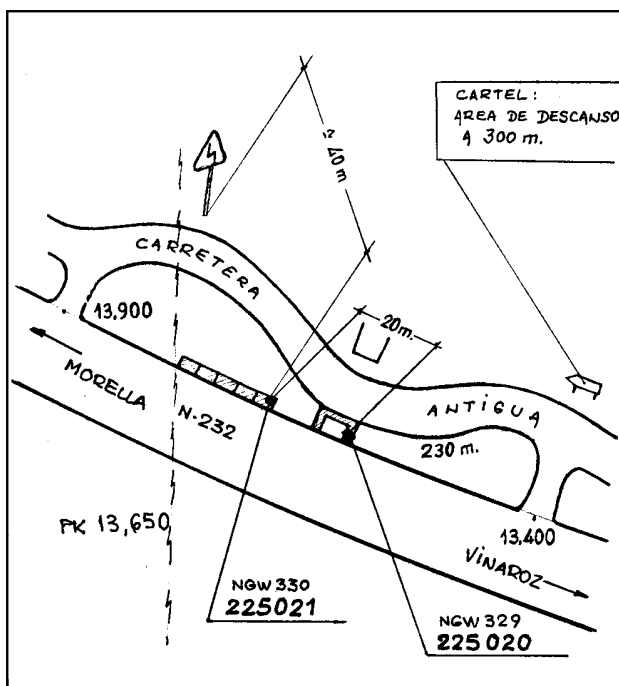 CARTEL:
AREA DE DESCANSO
A 300 m.
40 m
CARRETERA
20m.
13,900
MORELLA
N-232
ANTIGUA
230 m.
PK 13,650
13,400
VINAROZ
NGW 330
225021
NGW 329
225020